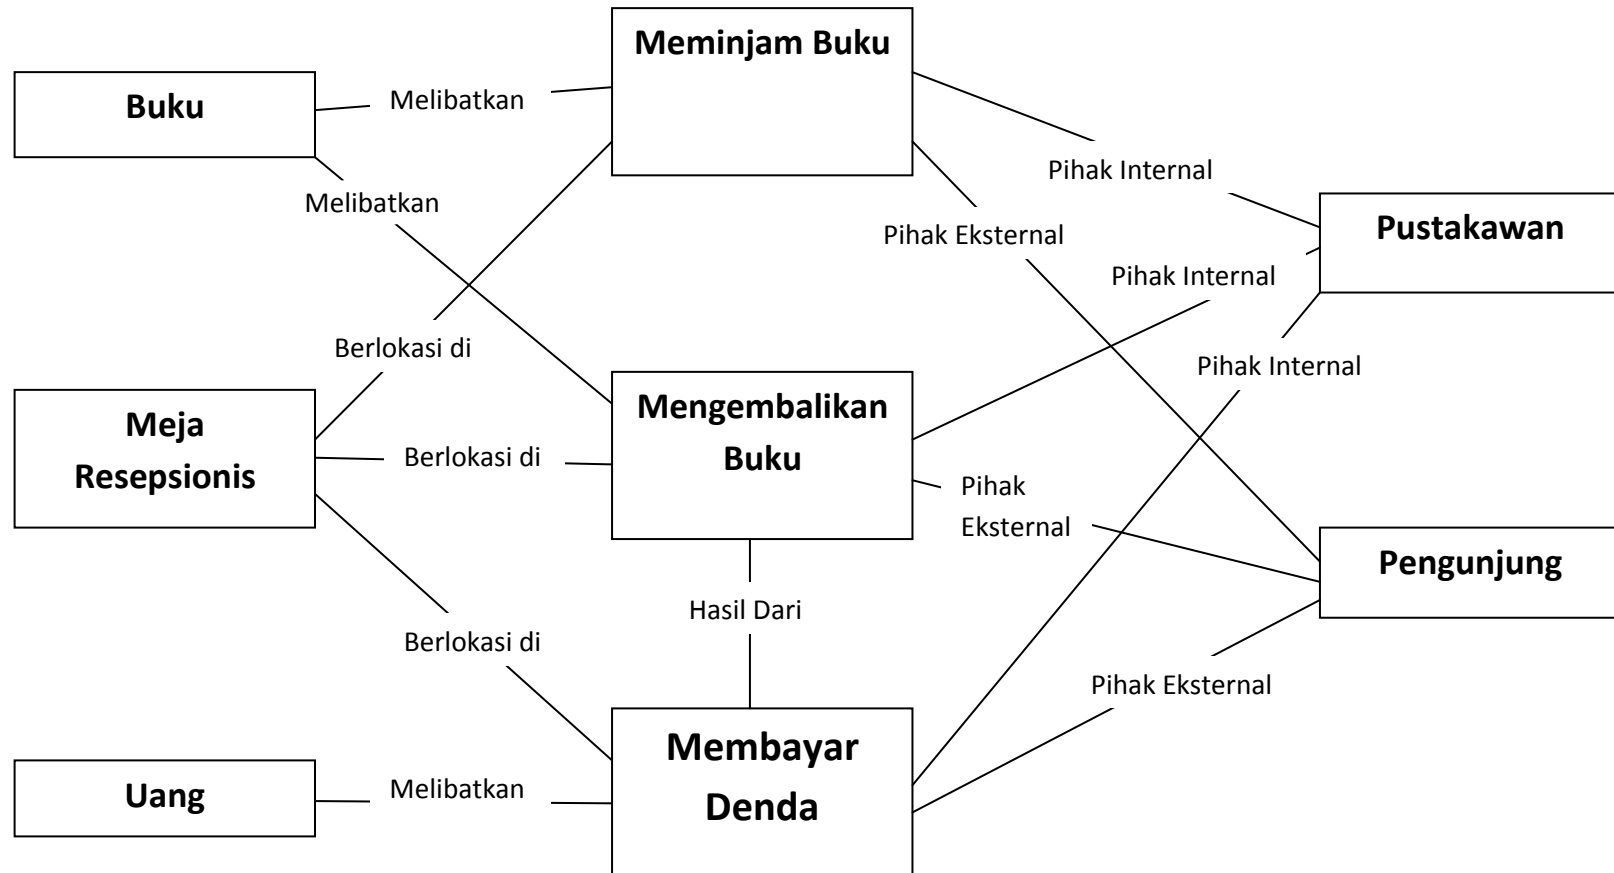 Meminjam Buku
Buku
Melibatkan
Pihak Internal
Melibatkan
Pustakawan
Pihak Eksternal
Pihak Internal
Berlokasi di
Pihak Internal
Meja
Resepsionis
Mengembalikan
Buku
Berlokasi di
Pihak
Eksternal
Pengunjung
Hasil Dari
Berlokasi di
Pihak Eksternal
Membayar
Denda
Uang
Melibatkan